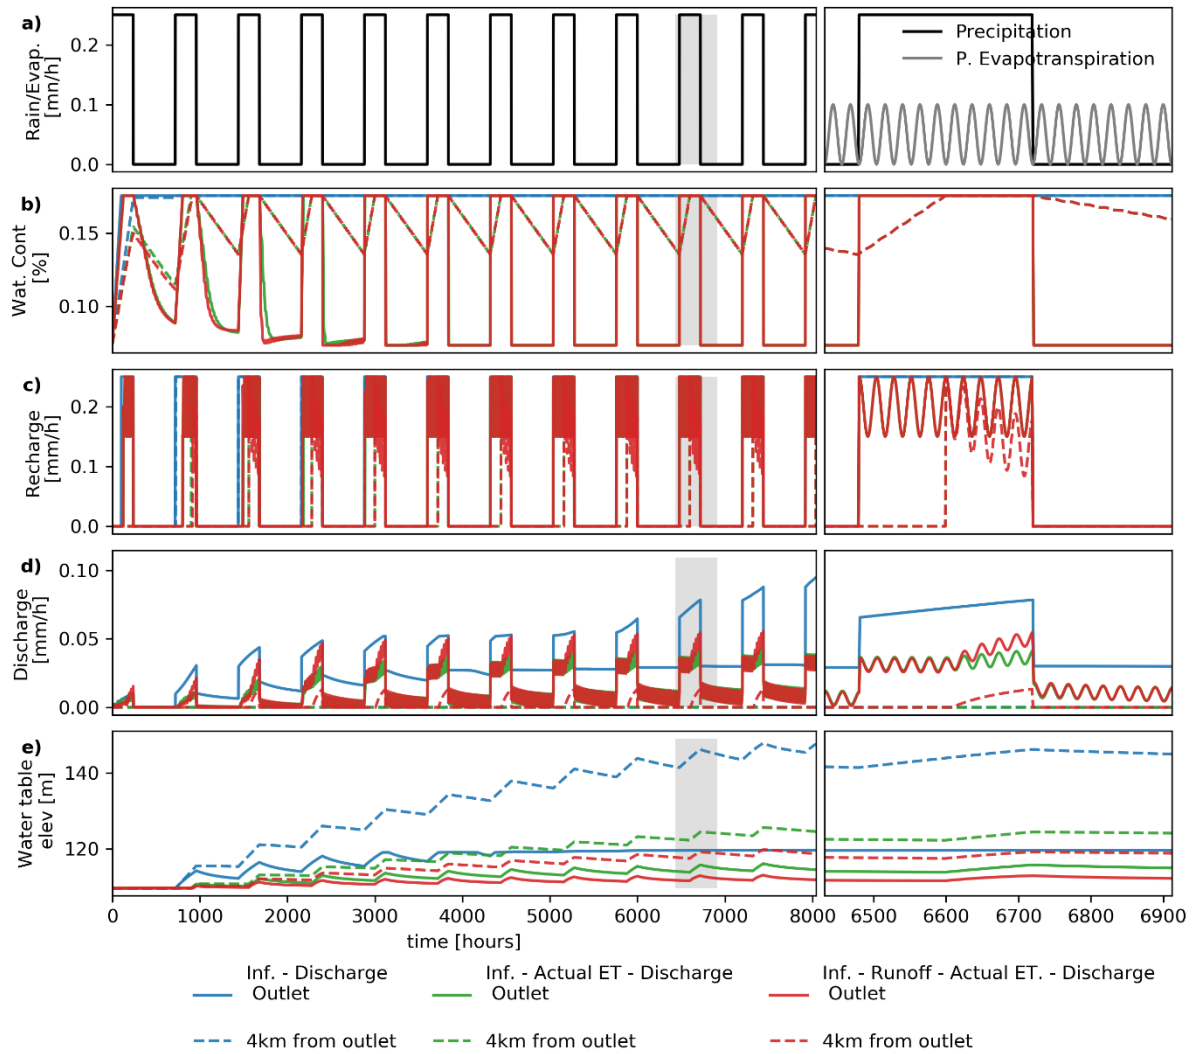 a)
Rain/Evap.
[mn/h]
0.2
0.1
0.0
Precipitation
P. Evapotranspiration
b)
Wat. Cont
[%]
0.15
0.10
c)
Recharge
[mm/h]
0.2
0.1
0.0
d)
Discharge
[mm/h]
0.10
0.05
0.00
e)
Water table
elev [m]
140
120
0 1000 2000 3000 4000 5000 6000 7000 8000 6500 6600 6700 6800 6900
time [hours]
Inf. - Discharge Inf. - Actual ET - Discharge Inf. - Runoff - Actual ET. - Discharge
Outlet Outlet Outlet
4km from outlet 4km from outlet 4km from outlet